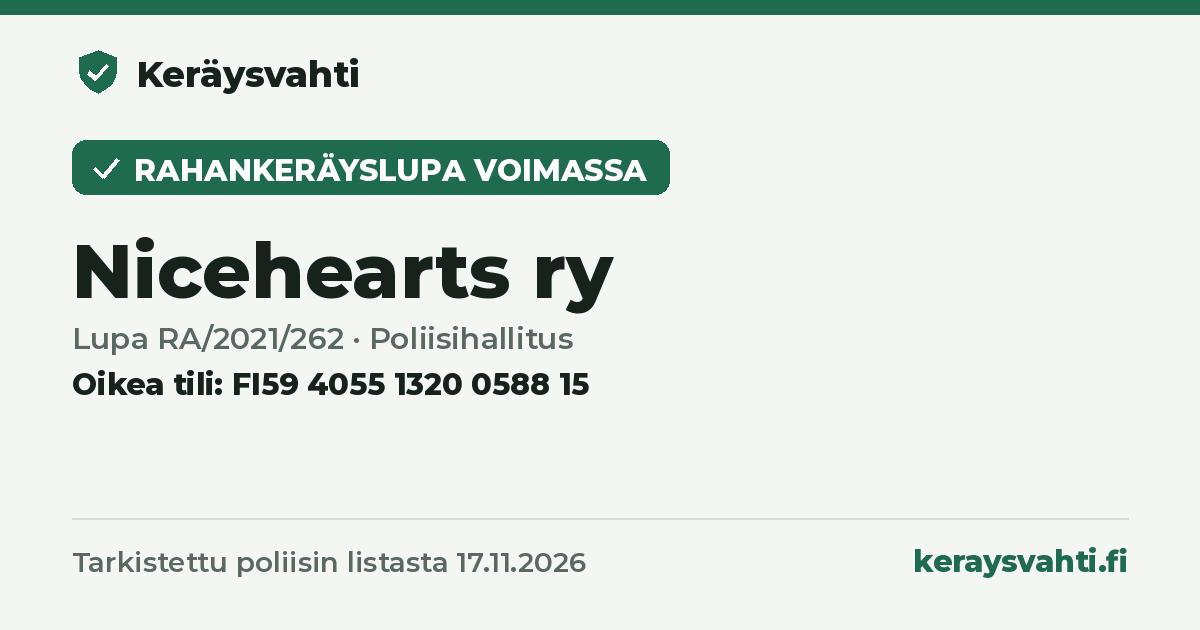 Keräysvahti
RAHANKERÄYSLUPA VOIMASSA
Nicehearts ry
Lupa RA/2021/262 · Poliisihallitus
Oikea tili: FI59 4055 1320 0588 15
Tarkistettu poliisin listasta 17.11.2026
keraysvahti.fi